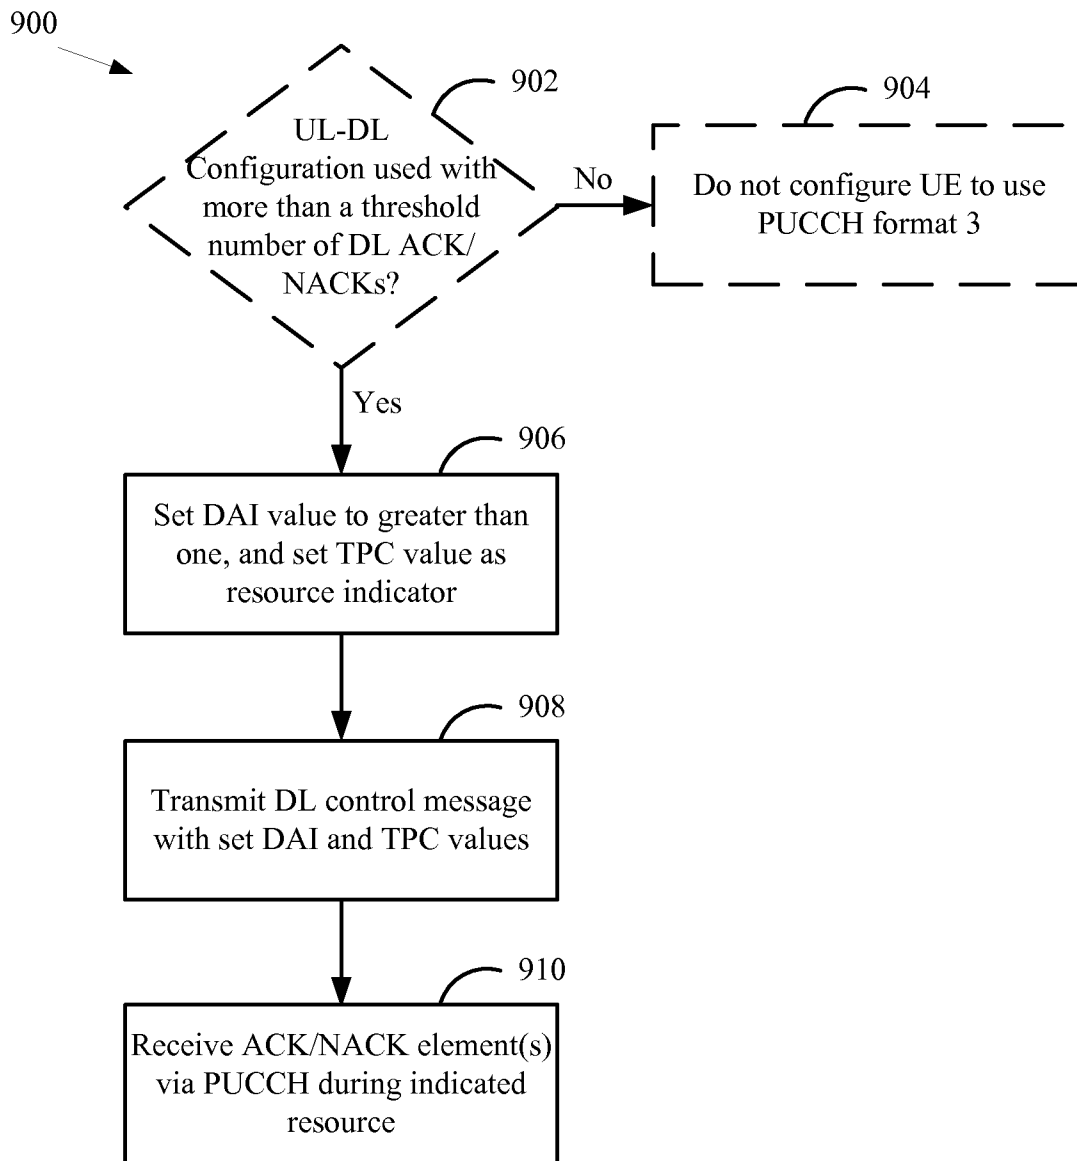 900
902
UL-DL
Configuration used with
more than a threshold
number of DL ACK/
NACKs?
No
904
Do not configure UE to use
PUCCH format 3
Yes
906
Set DAI value to greater than
one, and set TPC value as
resource indicator
908
Transmit DL control message
with set DAI and TPC values
910
Receive ACK/NACK element(s)
via PUCCH during indicated
resource